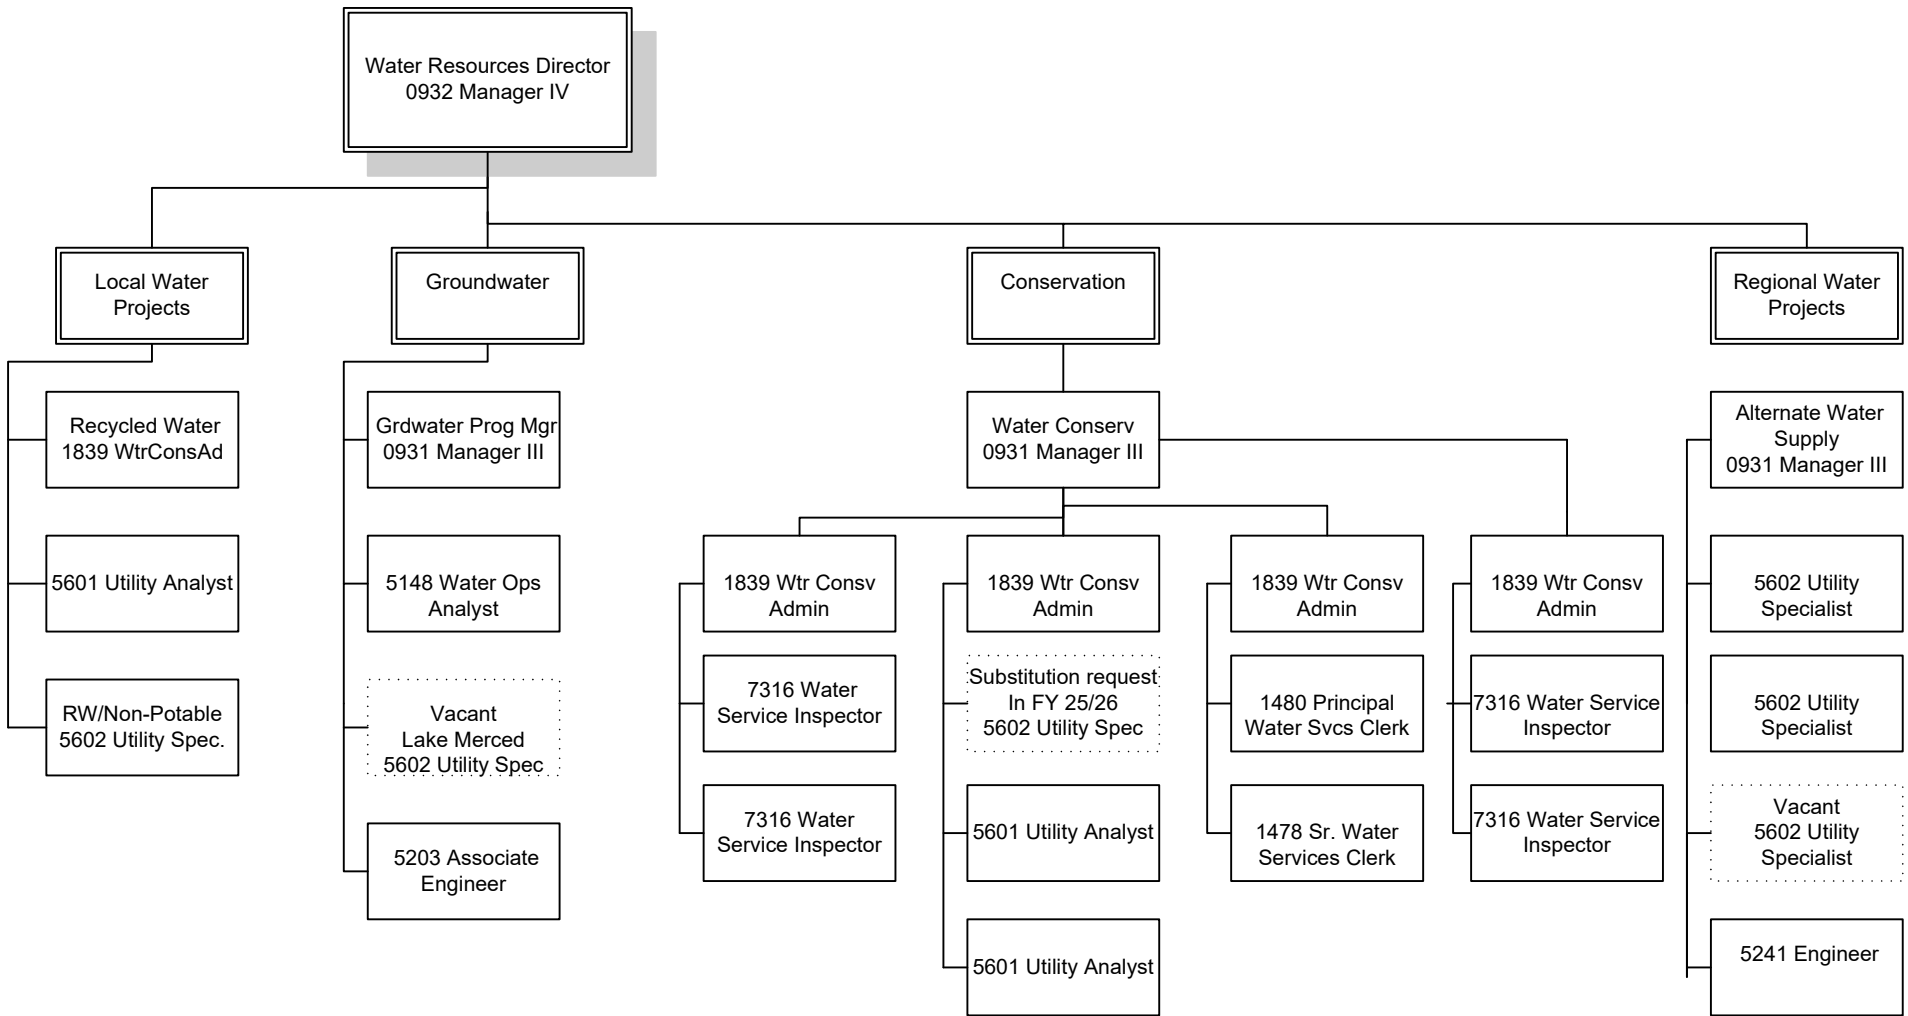 Water Resources Director
0932 Manager IV
Local Water
Projects
Groundwater
Conservation
Regional Water
Projects
Recycled Water
1839 WtrConsAd
5601 Utility Analyst
RW/Non-Potable
5602 Utility Spec.
Grdwater Prog Mgr
0931 Manager III
5148 Water Ops
Analyst
Vacant
Lake Merced
5602 Utility Spec
5203 Associate
Engineer
Water Conserv
0931 Manager III
1839 Wtr Consv
Admin
7316 Water
Service Inspector
7316 Water
Service Inspector
1839 Wtr Consv
Admin
Substitution request
In FY 25/26
5602 Utility Spec
5601 Utility Analyst
5601 Utility Analyst
1839 Wtr Consv
Admin
1480 Principal
Water Svcs Clerk
1478 Sr. Water
Services Clerk
1839 Wtr Consv
Admin
7316 Water Service
Inspector
7316 Water Service
Inspector
Alternate Water
Supply
0931 Manager III
5602 Utility
Specialist
5602 Utility
Specialist
Vacant
5602 Utility
Specialist
5241 Engineer